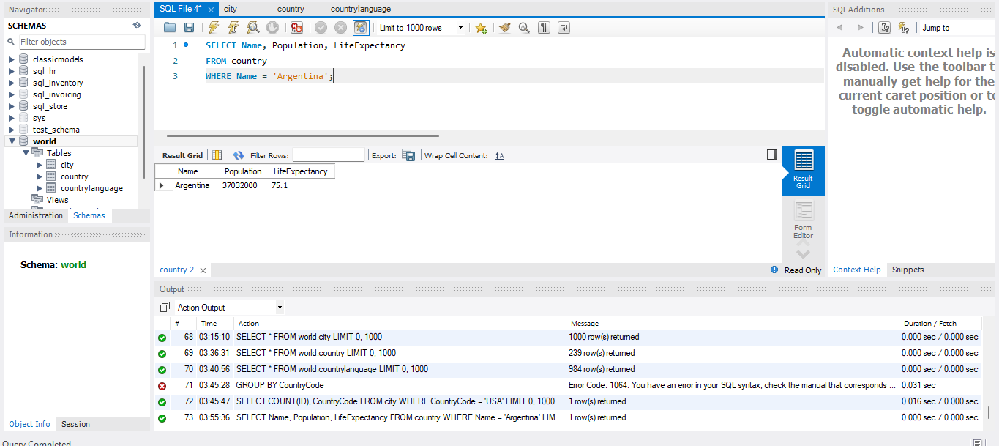 Navigator
SCHEMAS
Filter objects
classicmodels
sql_hr
sql_inventory
sql_invoicing
sql_store
sys
test_schema
world
Tables
city
country
countrylanguage
Views
Administration Schemas
Information
Schema: world
Object Info Session
Query Completed
SQL File 4* city country countrylanguage
Limit to 1000 rows
1 SELECT Name, Population, LifeExpectancy
2 FROM country
3 WHERE Name = 'Argentina';
Result Grid Filter Rows: Export: Wrap Cell Content:
Name Population LifeExpectancy
Argentina 37032000 75.1
Result Grid
Form Editor
country 2 Read Only
SQLAdditions
Jump to
Automatic context help is
disabled. Use the toolbar t
manually get help for the
current caret position or to
toggle automatic help.
Context Help Snippets
Output
Action Output
# Time Action Message Duration / Fetch
68 03:15:10 SELECT * FROM world.city LIMIT 0, 1000 1000 row(s) returned 0.000 sec / 0.000 sec
69 03:36:31 SELECT * FROM world.country LIMIT 0, 1000 239 row(s) returned 0.000 sec / 0.000 sec
70 03:40:56 SELECT * FROM world.countrylanguage LIMIT 0, 1000 984 row(s) returned 0.000 sec / 0.000 sec
71 03:45:28 GROUP BY CountryCode Error Code: 1064. You have an error in your SQL syntax; check the manual that corresponds ... 0.031 sec
72 03:45:47 SELECT COUNT(ID), CountryCode FROM city WHERE CountryCode = 'USA' LIMIT 0, 1000 1 row(s) returned 0.016 sec / 0.000 sec
73 03:55:36 SELECT Name, Population, LifeExpectancy FROM country WHERE Name = 'Argentina' LIM... 1 row(s) returned 0.000 sec / 0.000 sec